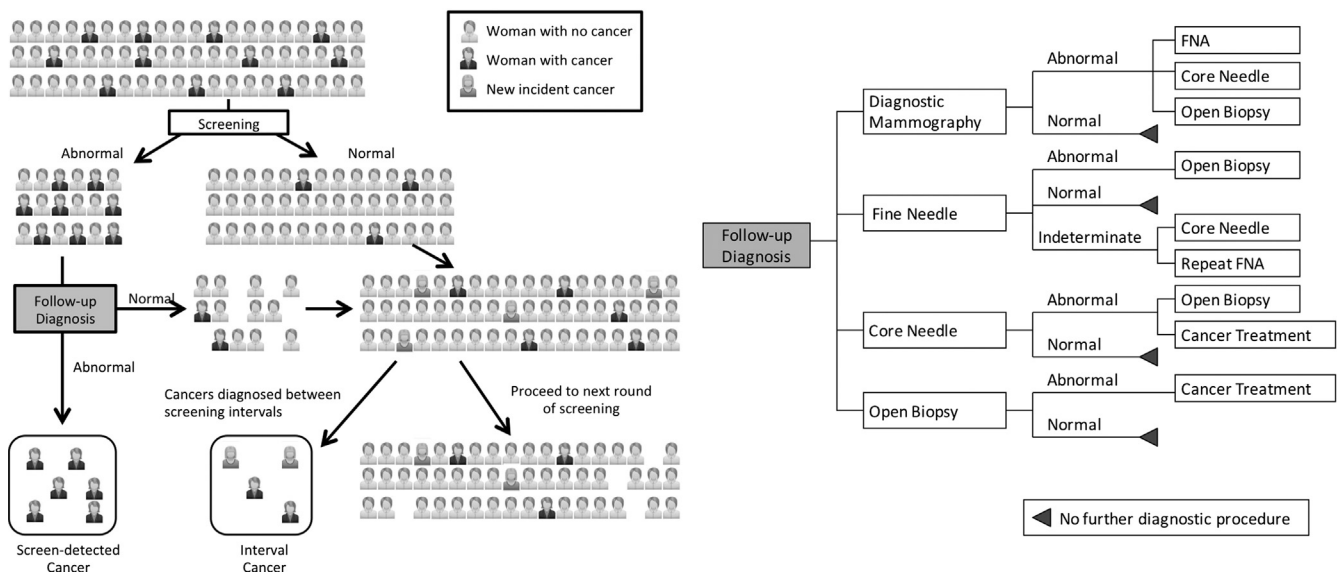 Woman with no cancer
Woman with cancer
New incident cancer
Screening
Abnormal
Normal
Follow-up
Diagnosis
Normal
Abnormal
Cancers diagnosed between
screening intervals
Proceed to next round
of screening
Screen-detected
Cancer
Interval
Cancer
Follow-up
Diagnosis
Diagnostic
Mammography
Abnormal
FNA
Core Needle
Open Biopsy
Normal
Fine Needle
Abnormal
Open Biopsy
Normal
Indeterminate
Core Needle
Repeat FNA
Core Needle
Abnormal
Open Biopsy
Cancer Treatment
Normal
Open Biopsy
Abnormal
Cancer Treatment
Normal
No further diagnostic procedure